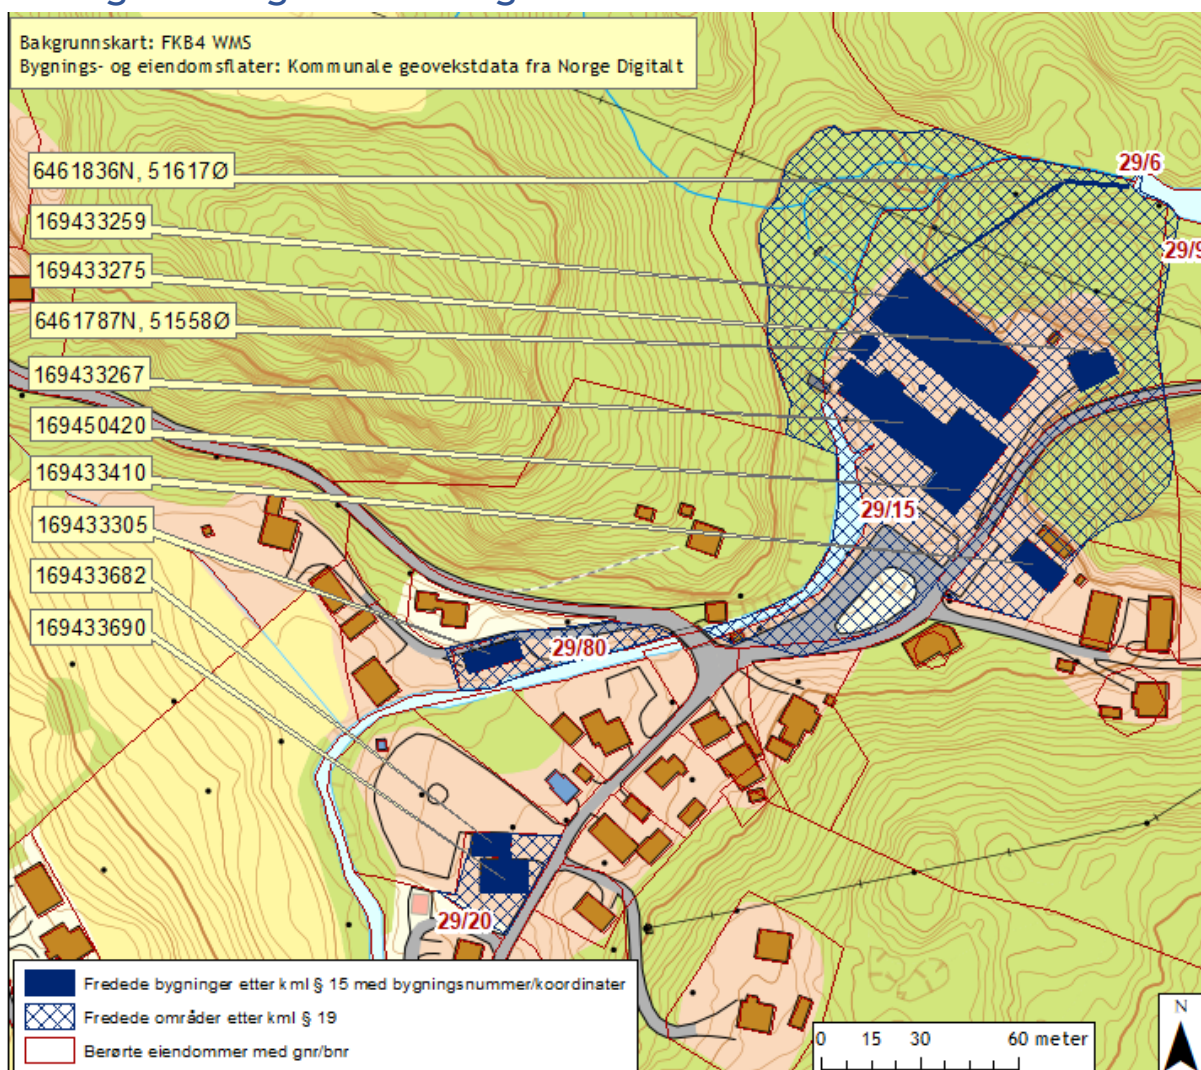 Bakgrunnskart: FKB4 WMS
Bygnings- og eiendomsflater: Kommunale geovekstdata fra Norge Digitalt
6461836N, 51617Ø
169433259
169433275
6461787N, 51558Ø
169433267
169450420
169433410
169433305
169433682
169433690
29/6
29/9
29/15
29/80
29/20
Fredede bygninger etter kml § 15 med bygningsnummer/koordinater
Fredede områder etter kml § 19
Berørte eiendommer med gnr/bnr
0 15 30 60 meter
N